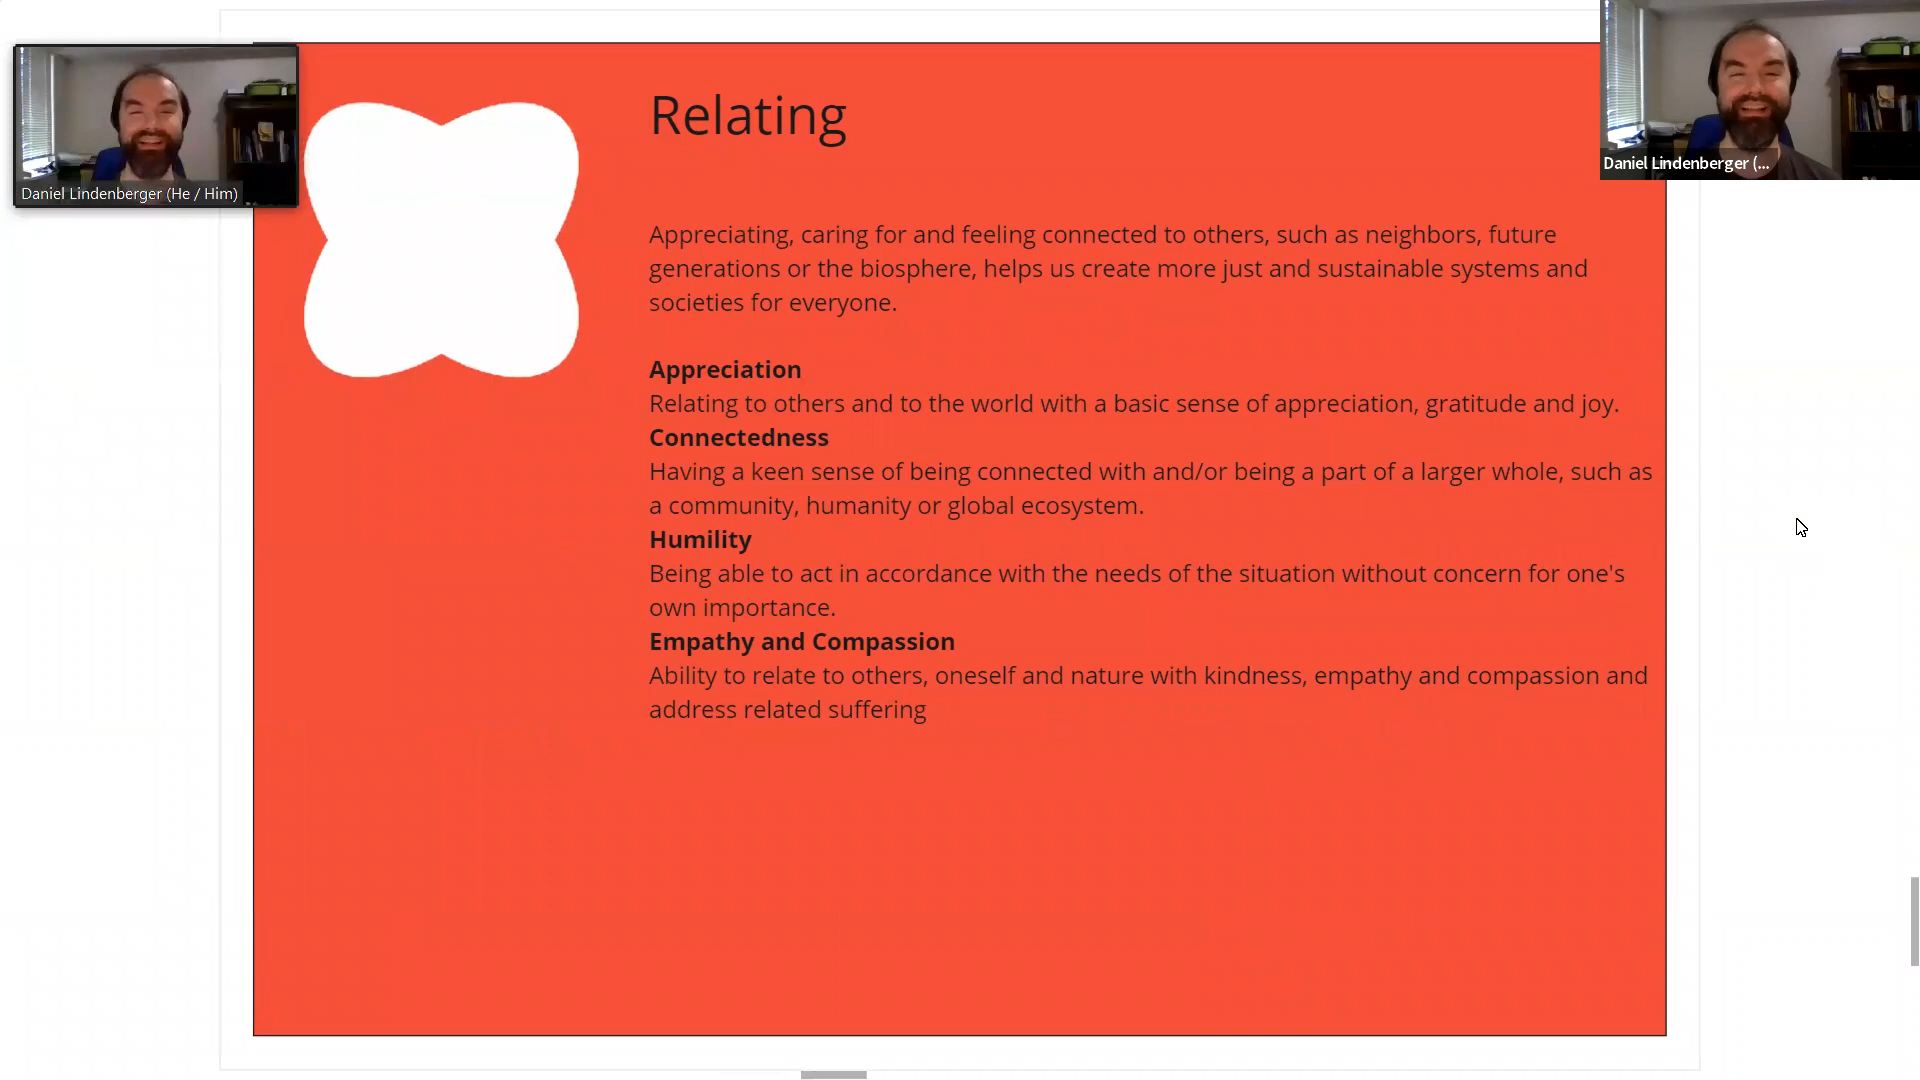 Daniel Lindenberger (He / Him)
Daniel Lindenberger (...
Relating
Appreciating, caring for and feeling connected to others, such as neighbors, future
generations or the biosphere, helps us create more just and sustainable systems and
societies for everyone.
Appreciation
Relating to others and to the world with a basic sense of appreciation, gratitude and joy.
Connectedness
Having a keen sense of being connected with and/or being a part of a larger whole, such as
a community, humanity or global ecosystem.
Humility
Being able to act in accordance with the needs of the situation without concern for one's
own importance.
Empathy and Compassion
Ability to relate to others, oneself and nature with kindness, empathy and compassion and
address related suffering